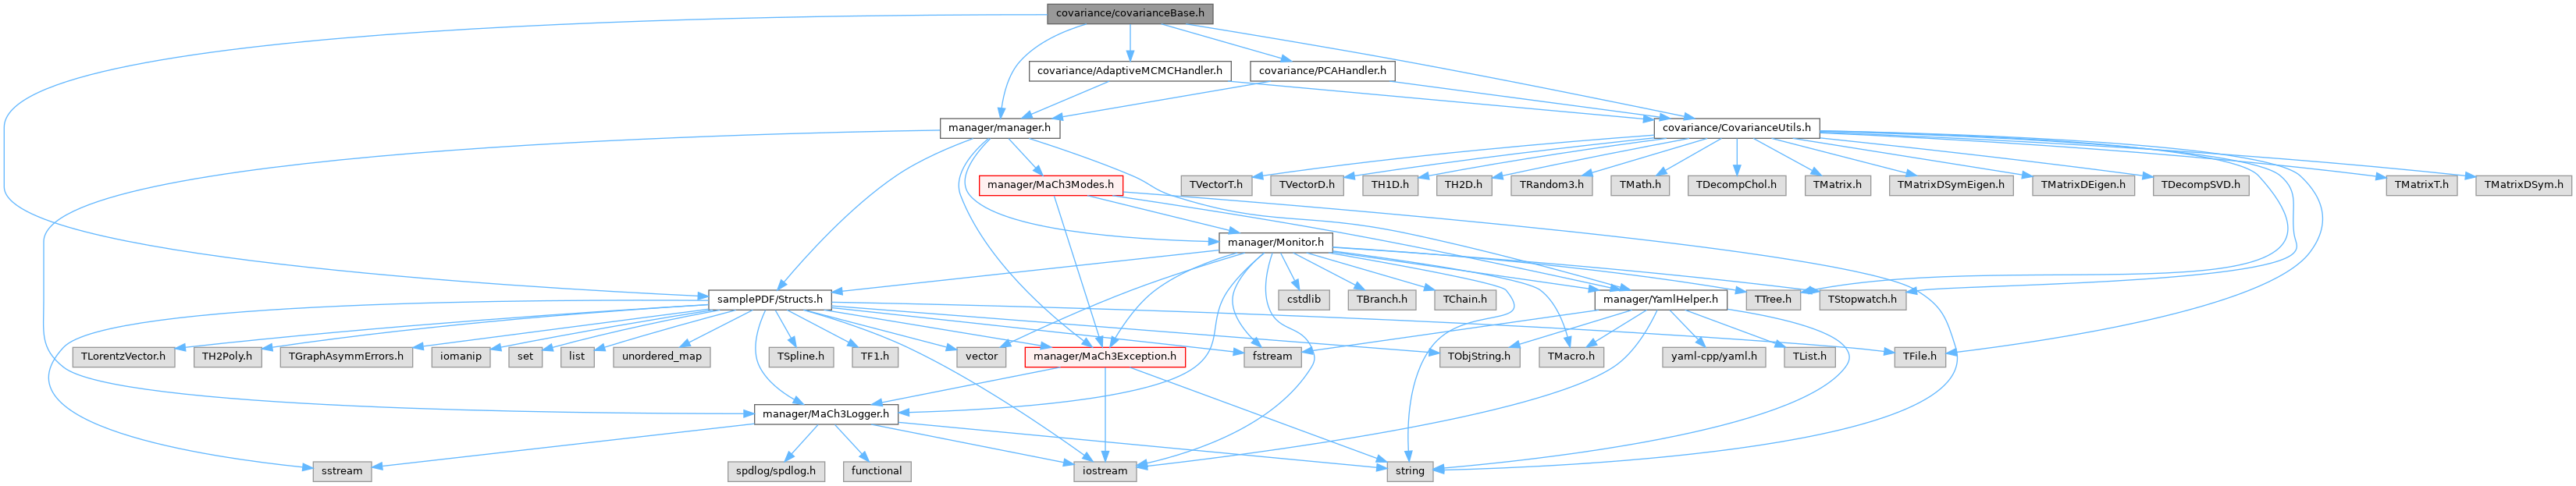 covariance/covarianceBase.h
covariance/AdaptiveMCMCHandler.h
covariance/PCAHandler.h
manager/manager.h
covariance/CovarianceUtils.h
manager/MaCh3Modes.h
TVectorT.h
TVectorD.h
TH1D.h
TH2D.h
TRandom3.h
TMath.h
TDecompChol.h
TMatrix.h
TMatrixDSymEigen.h
TMatrixDEigen.h
TDecompSVD.h
TMatrixT.h
TMatrixDSym.h
manager/Monitor.h
samplePDF/Structs.h
cstdlib
TBranch.h
TChain.h
manager/YamlHelper.h
TTree.h
TStopwatch.h
TLorentzVector.h
TH2Poly.h
TGraphAsymmErrors.h
iomanip
set
list
unordered_map
TSpline.h
TF1.h
vector
manager/MaCh3Exception.h
fstream
TObjString.h
TMacro.h
yaml-cpp/yaml.h
TList.h
TFile.h
manager/MaCh3Logger.h
sstream
spdlog/spdlog.h
functional
iostream
string